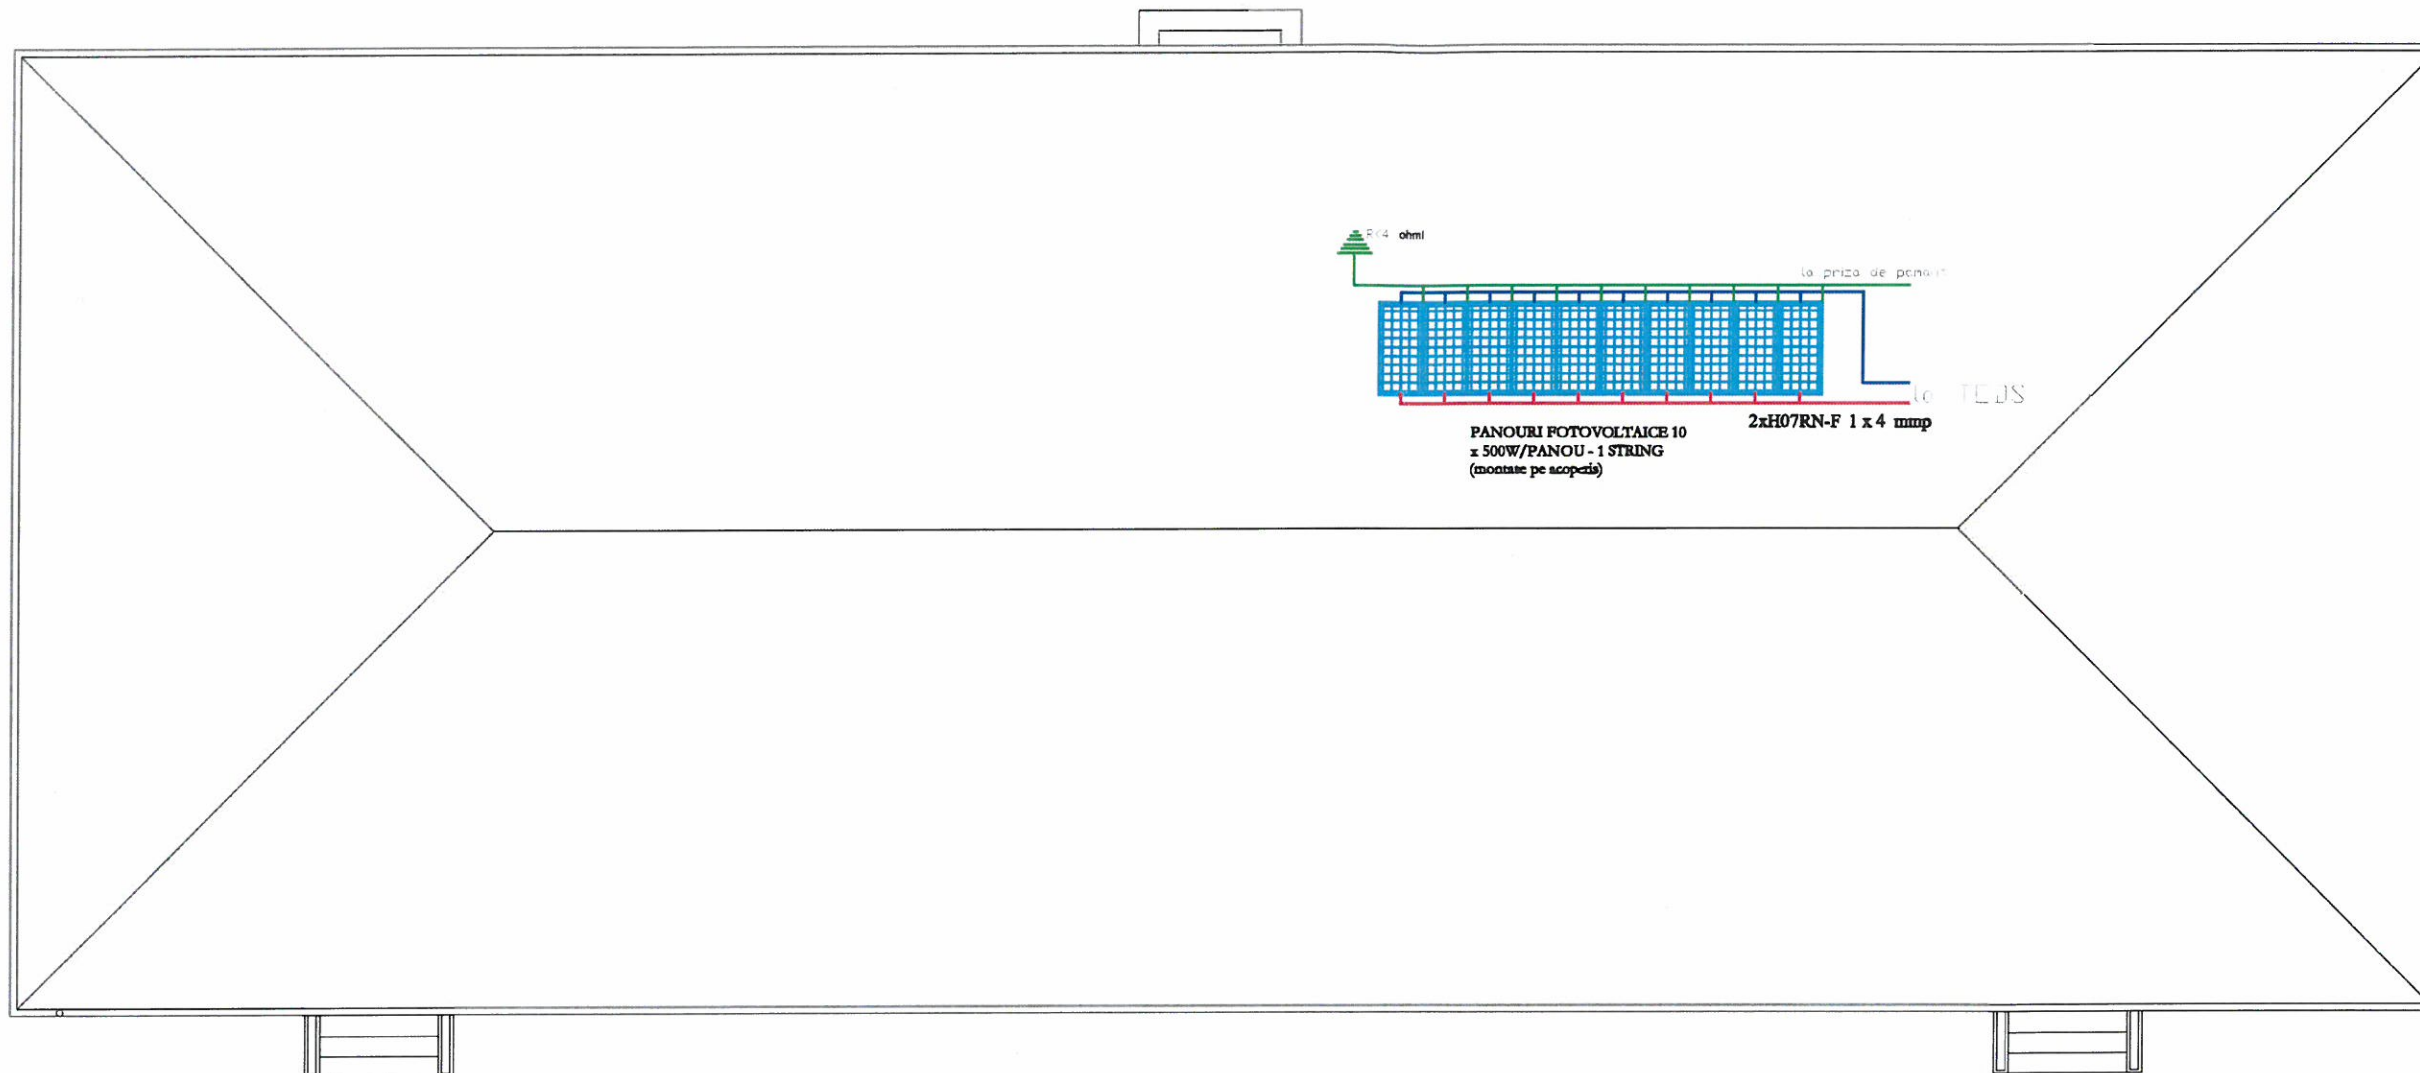 R<4 ohmi
la priza de pamant
la TEJS
2xH07RN-F 1 x 4 mmp
PANOURI FOTOVOLTAICE 10
x 500W/PANOU - 1 STRING
(montate pe acoperis)